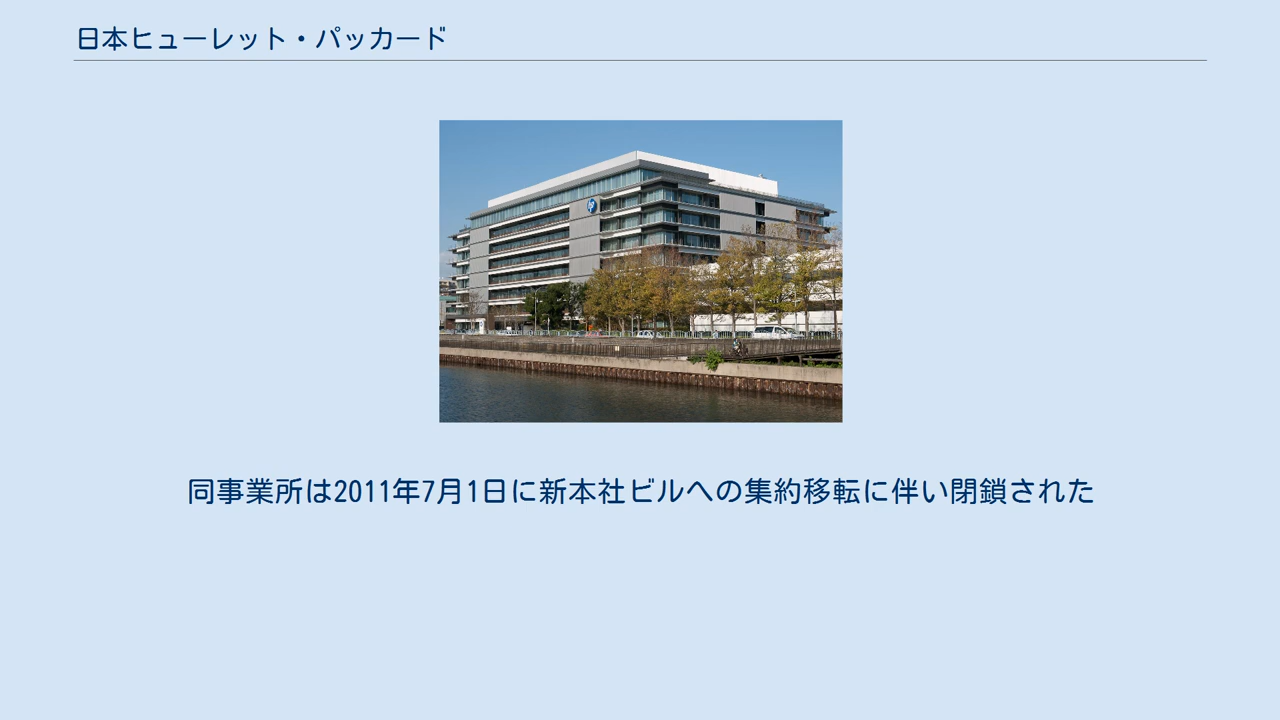 日本ヒューレット・パッカード
hp
同事業所は2011年7月1日に新本社ビルへの集約移転に伴い閉鎖された